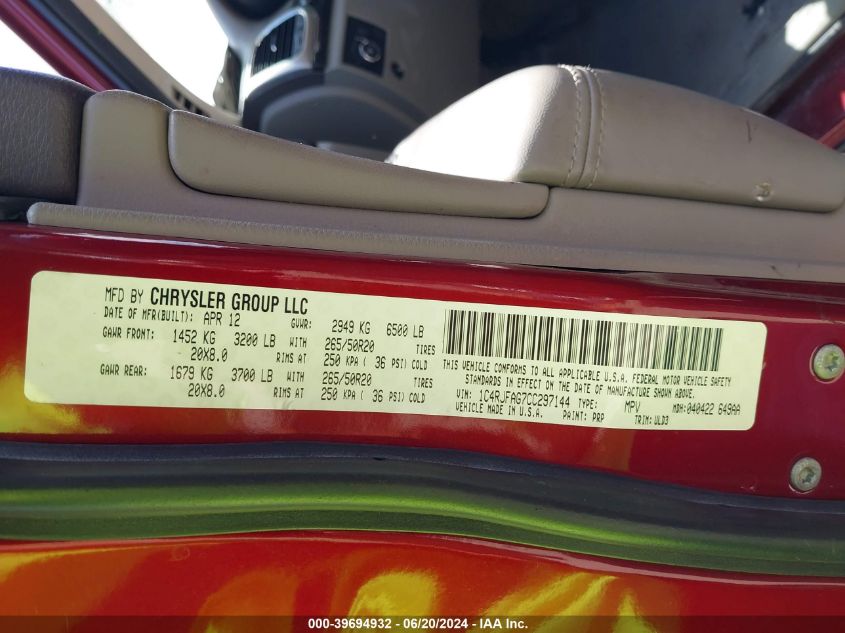 MFD BY CHRYSLER GROUP LLC
DATE OF MFR(BUILT): APR 12 GUWR: 2949 KG 6500 LB
GAWR FRONT: 1452 KG 3200 LB WITH 265/50R20 TIRES
20X8.0 RIMS AT 250 KPA ( 36 PSI) COLD
GAWR REAR: 1679 KG 3700 LB WITH 265/50R20 TIRES
20X8.0 RIMS AT 250 KPA ( 36 PSI) COLD
THIS VEHICLE CONFORMS TO ALL APPLICABLE U.S.A. FEDERAL MOTOR VEHICLE SAFETY
STANDARDS IN EFFECT ON THE DATE OF MANUFACTURE SHOWN ABOVE.
VIN: 1C4RJFAG7CC297144 TYPE: MPV MDH:040422 649AA
VEHICLE MADE IN U.S.A. PAINT: PRP TRIM: ULD3
000-39694932 - 06/20/2024 - IAA Inc.